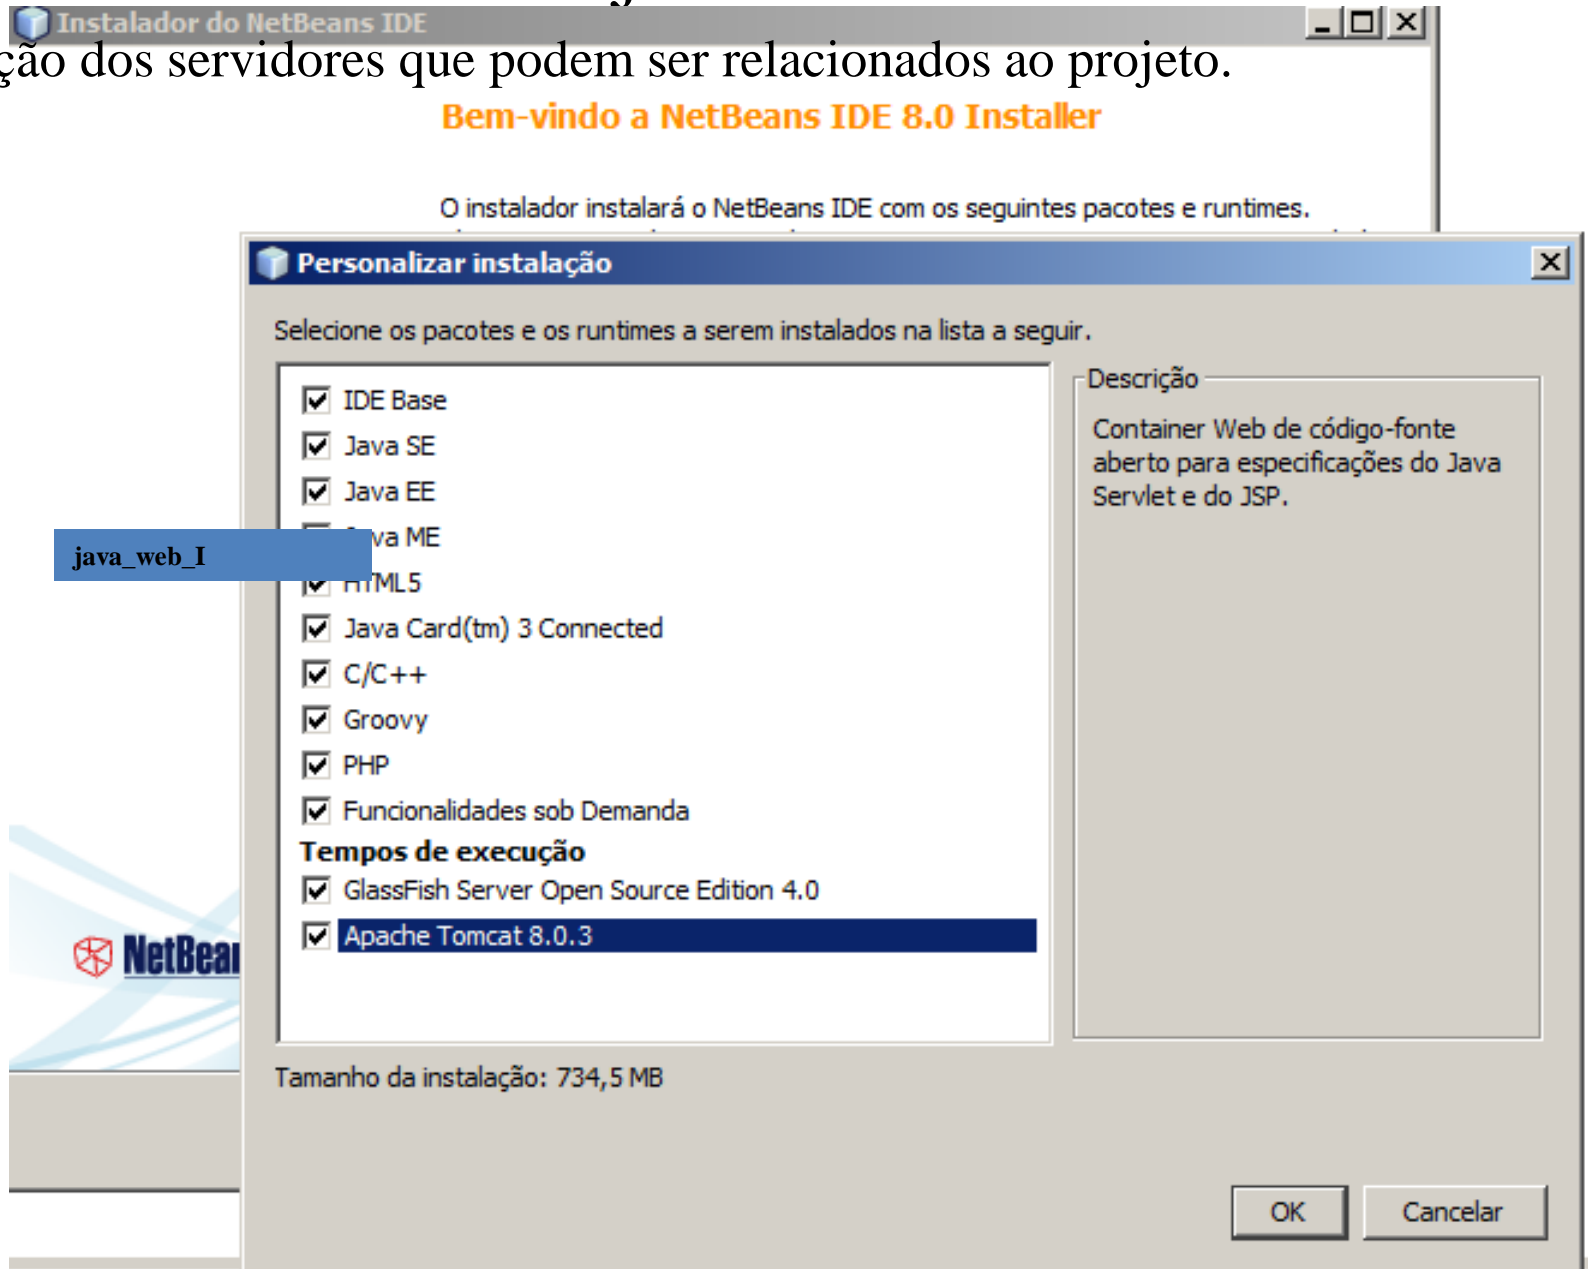 Instalador do NetBeans IDE
ção dos servidores que podem ser relacionados ao projeto.
Bem-vindo a NetBeans IDE 8.0 Installer
O instalador instalará o NetBeans IDE com os seguintes pacotes e runtimes.
Personalizar instalação
Selecione os pacotes e os runtimes a serem instalados na lista a seguir.
IDE Base
Java SE
Java EE
va ME
HTML5
Java Card(tm) 3 Connected
C/C++
Groovy
PHP
Funcionalidades sob Demanda
Tempos de execução
GlassFish Server Open Source Edition 4.0
Apache Tomcat 8.0.3
Descrição
Container Web de código-fonte
aberto para especificações do Java
Servlet e do JSP.
java_web_I
NetBea
Tamanho da instalação: 734,5 MB
OK
Cancelar